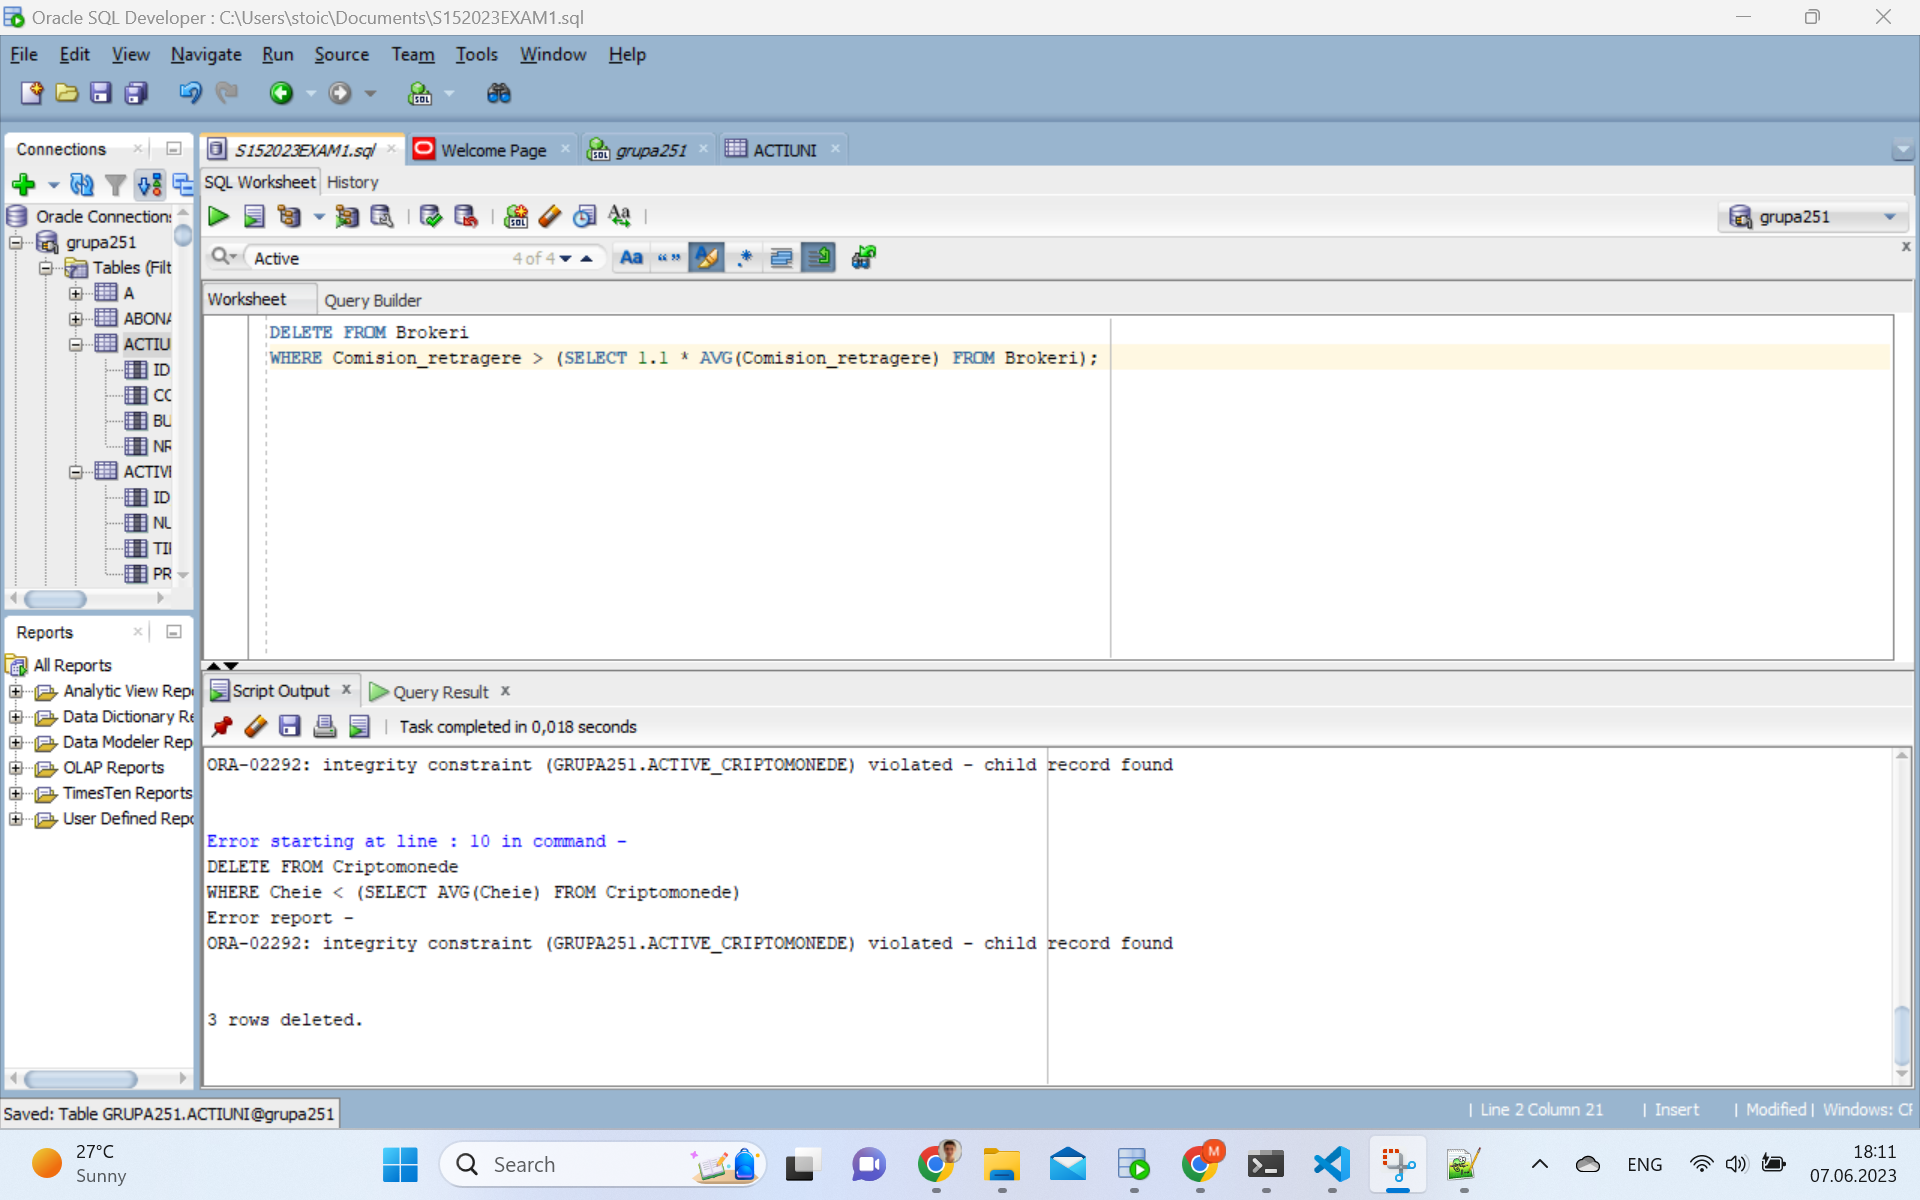 Oracle SQL Developer : C:\Users\stoic\Documents\S152023EXAM1.sql
File Edit View Navigate Run Source Team Tools Window Help
Connections
S152023EXAM1.sql
Welcome Page
grupa251
ACTIUNI
SQL Worksheet History
Oracle Connection
grupa251
grupa251
Tables (Filt
Active
4 of 4
A
ABONA
ACTIU
ID
CO
BU
NR
ACTIVE
ID
NU
TI
PR
Worksheet Query Builder
DELETE FROM Brokeri
WHERE Comision_retragere > (SELECT 1.1 * AVG(Comision_retragere) FROM Brokeri);
Reports
All Reports
Analytic View Rep
Data Dictionary Re
Data Modeler Rep
OLAP Reports
TimesTen Reports
User Defined Repo
Script Output
Query Result
Task completed in 0,018 seconds
ORA-02292: integrity constraint (GRUPA251.ACTIVE_CRIPTOMONEDE) violated - child record found
Error starting at line : 10 in command -
DELETE FROM Criptomonede
WHERE Cheie < (SELECT AVG(Cheie) FROM Criptomonede)
Error report -
ORA-02292: integrity constraint (GRUPA251.ACTIVE_CRIPTOMONEDE) violated - child record found
3 rows deleted.
Saved: Table GRUPA251.ACTIUNI@grupa251
| Line 2 Column 21 | Insert | Modified | Windows: CR
27°C
Sunny
Search
ENG
18:11
07.06.2023